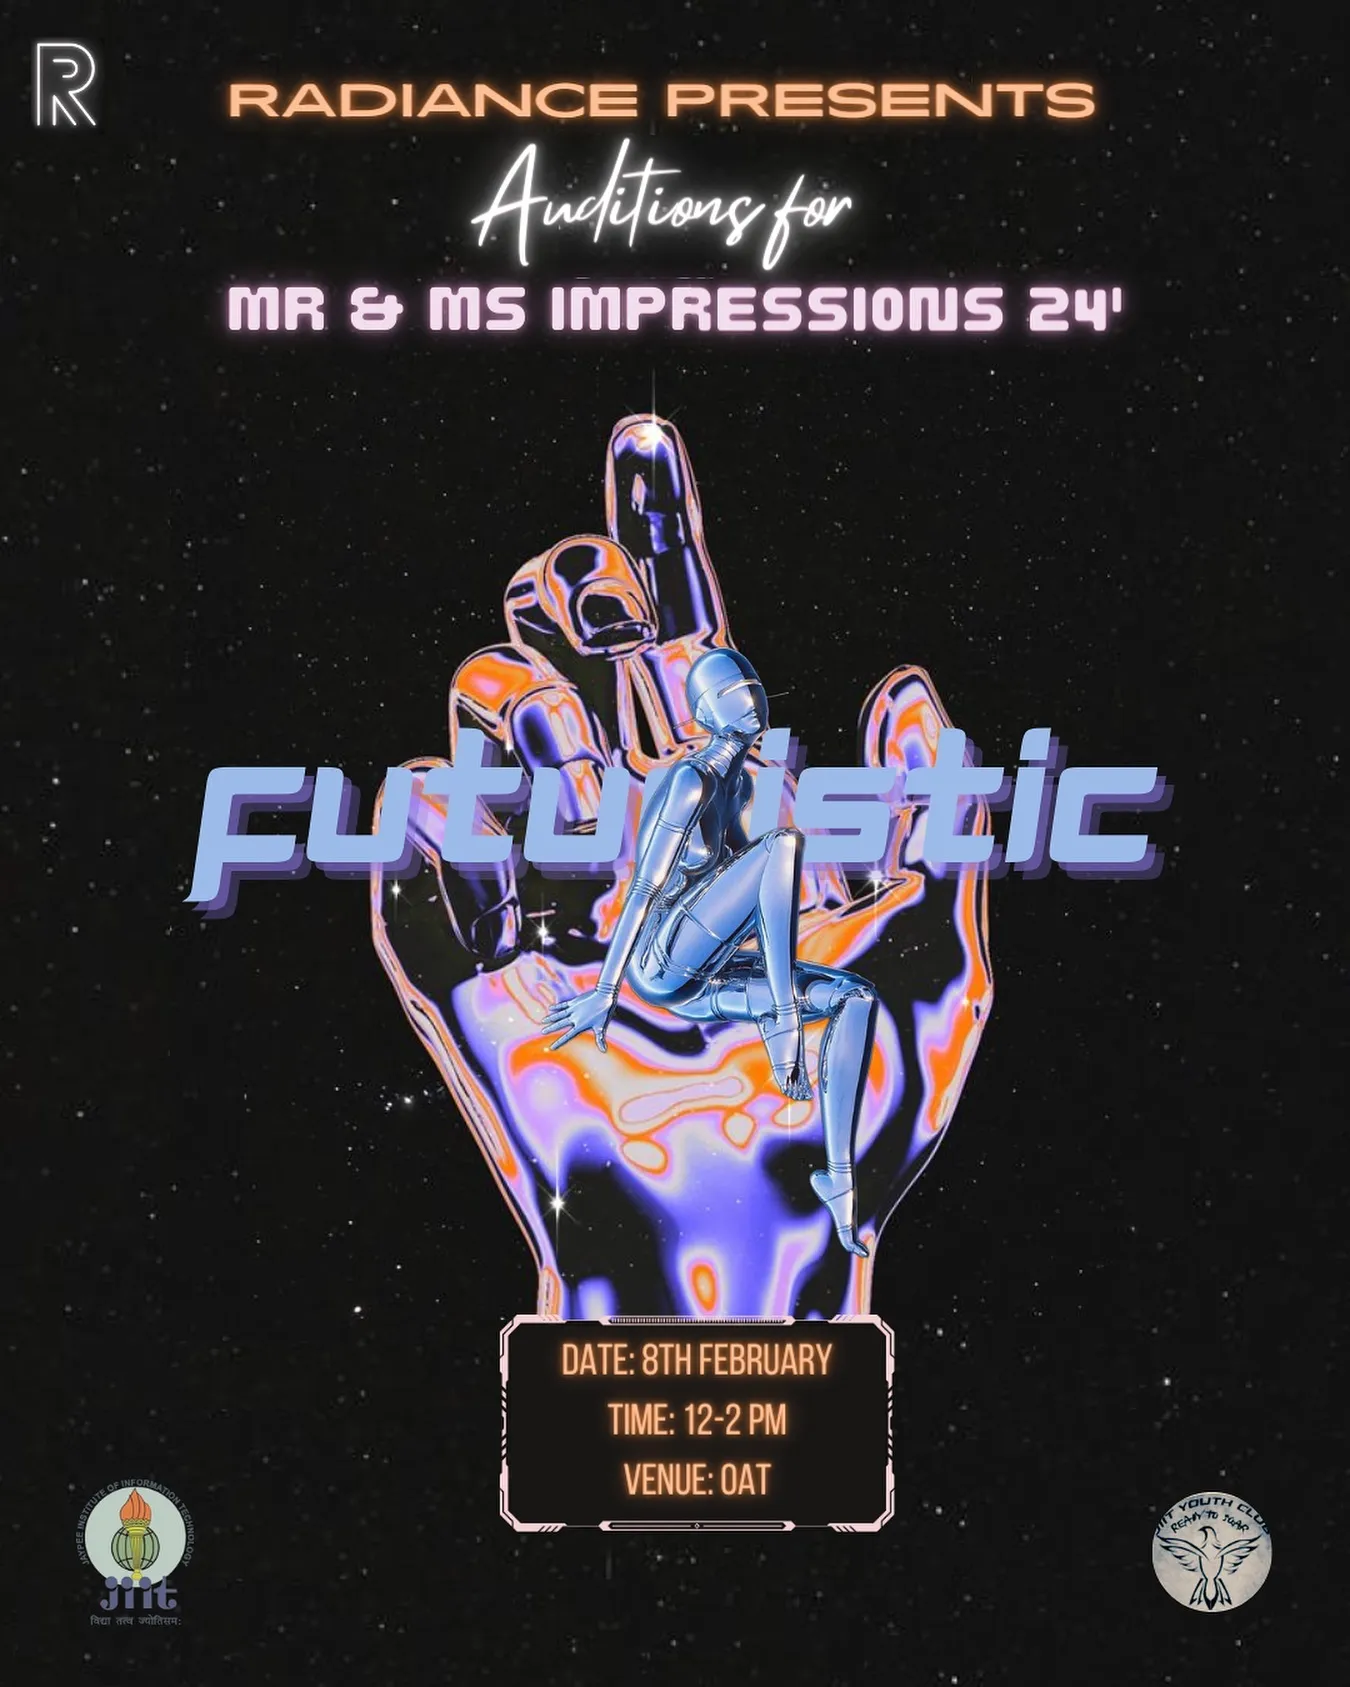 R
RADIANCE PRESENTS
Auditions for
MR & MS IMPRESSIONS 24'
futuristic
DATE: 8TH FEBRUARY
TIME: 12-2 PM
VENUE: OAT
JAYPEE INSTITUTE OF INFORMATION TECHNOLOGY
jiit
विद्या तत्व ज्योतिसमः
JIIT YOUTH CLUB
READY TO SOAR